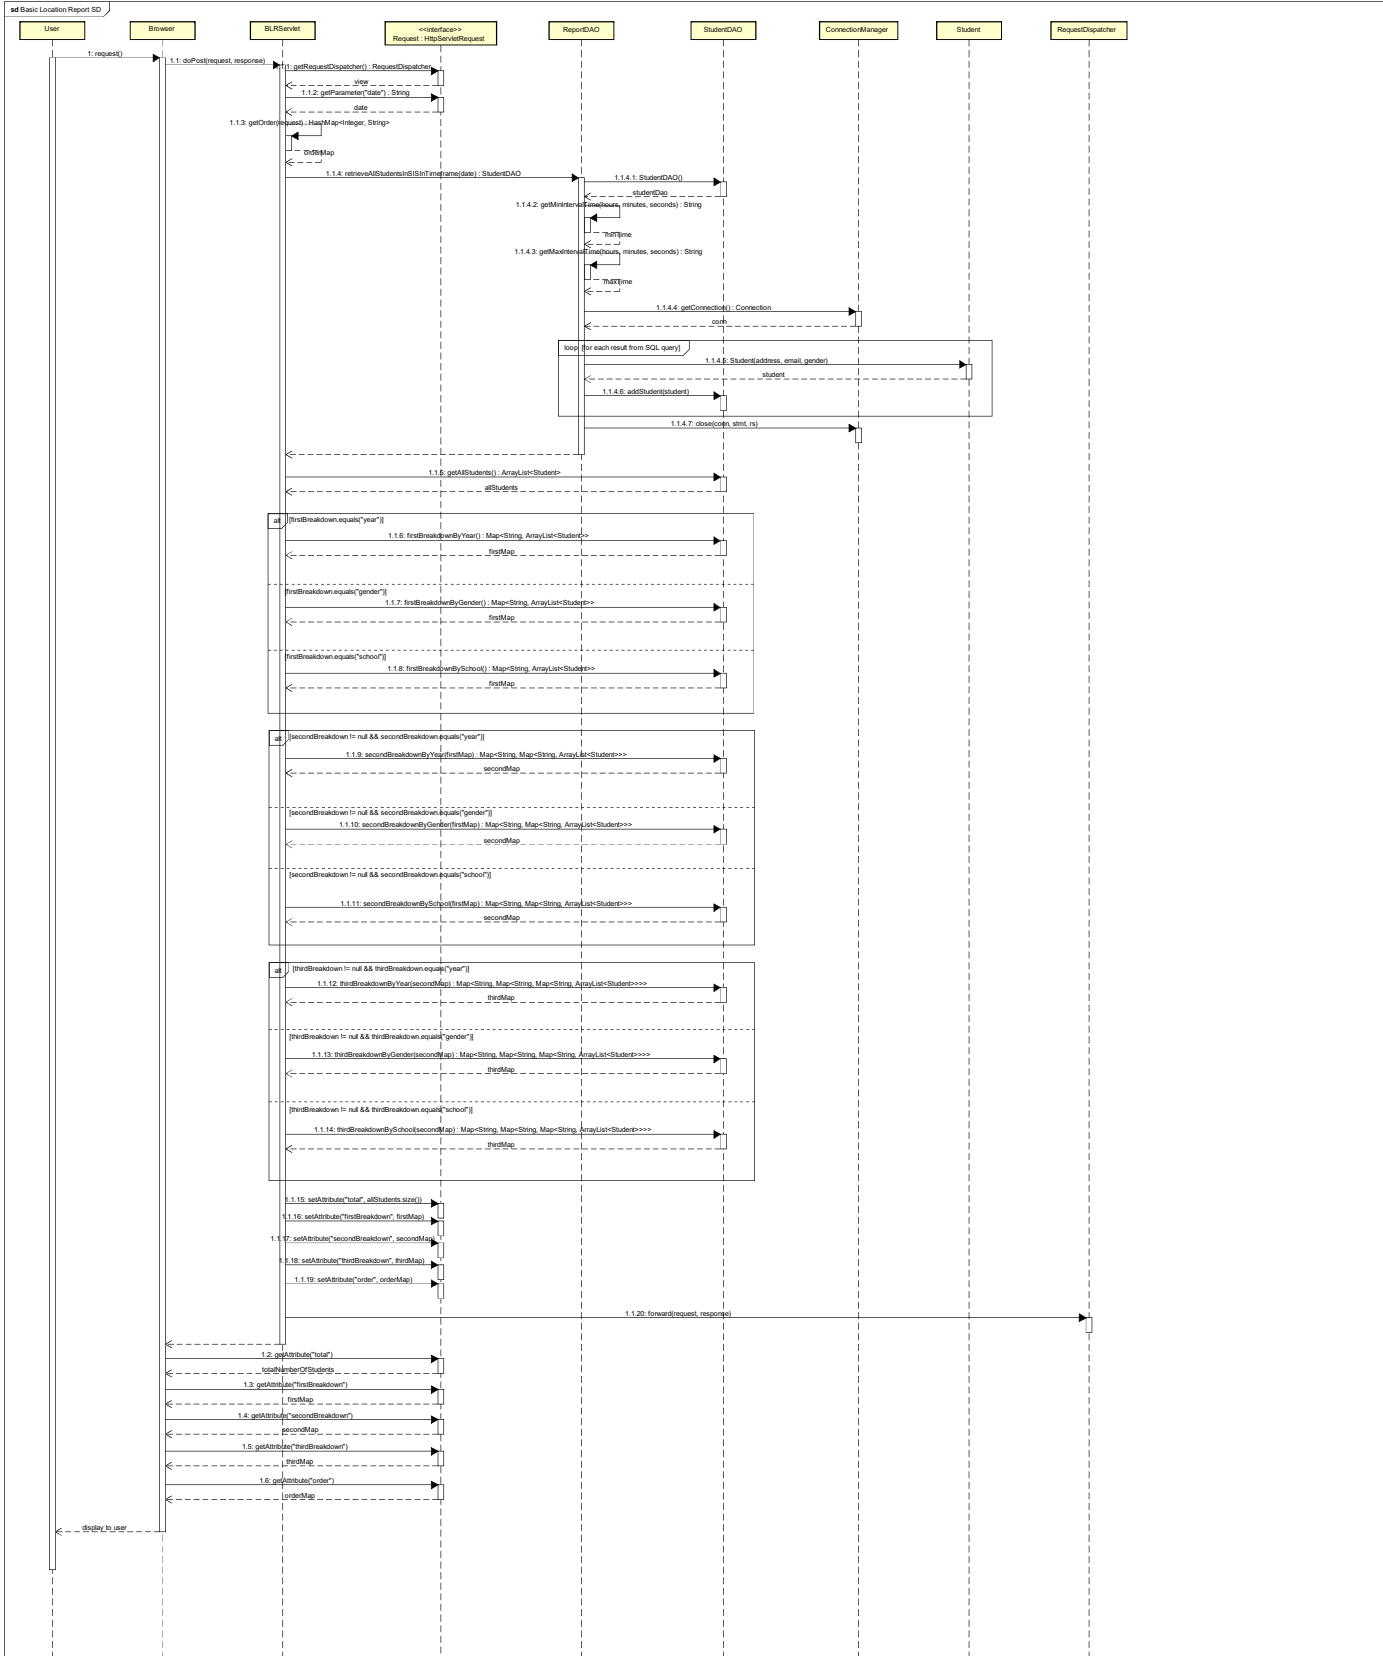 sd Basic Location Report SD
User
Browser
BLRServlet
<<interface>>
Request : HttpServletRequest
ReportDAO
StudentDAO
ConnectionManager
Student
RequestDispatcher
1: request()
1.1: doPost(request, response)
getRequestDispatcher() : RequestDispatcher
view
1.1.2: getParameter("date") : String
date
1.1.3: getOrder(request) : HashMap<Integer, String>
orderMap
1.1.4: retrieveAllStudentsInSISInTimeframe(date) : StudentDAO
1.1.4.1: StudentDAO()
studentDao
1.1.4.2: getMinIntervalTime(hours, minutes, seconds) : String
minTime
1.1.4.3: getMaxIntervalTime(hours, minutes, seconds) : String
maxTime
1.1.4.4: getConnection() : Connection
conn
loop [for each result from SQL query]
1.1.4.5: Student(address, email, gender)
student
1.1.4.6: addStudent(student)
1.1.4.7: close(conn, stmt, rs)
1.1.5: getAllStudents() : ArrayList<Student>
allStudents
alt [firstBreakdown.equals("year")]
1.1.6: firstBreakdownByYear() : Map<String, ArrayList<Student>>
firstMap
[firstBreakdown.equals("gender")]
1.1.7: firstBreakdownByGender() : Map<String, ArrayList<Student>>
firstMap
[firstBreakdown.equals("school")]
1.1.8: firstBreakdownBySchool() : Map<String, ArrayList<Student>>
firstMap
alt [secondBreakdown != null && secondBreakdown.equals("year")]
1.1.9: secondBreakdownByYear(firstMap) : Map<String, Map<String, ArrayList<Student>>>
secondMap
[secondBreakdown != null && secondBreakdown.equals("gender")]
1.1.10: secondBreakdownByGender(firstMap) : Map<String, Map<String, ArrayList<Student>>>
secondMap
[secondBreakdown != null && secondBreakdown.equals("school")]
1.1.11: secondBreakdownBySchool(firstMap) : Map<String, Map<String, ArrayList<Student>>>
secondMap
alt [thirdBreakdown != null && thirdBreakdown.equals("year")]
1.1.12: thirdBreakdownByYear(secondMap) : Map<String, Map<String, Map<String, ArrayList<Student>>>>
thirdMap
[thirdBreakdown != null && thirdBreakdown.equals("gender")]
1.1.13: thirdBreakdownByGender(secondMap) : Map<String, Map<String, Map<String, ArrayList<Student>>>>
thirdMap
[thirdBreakdown != null && thirdBreakdown.equals("school")]
1.1.14: thirdBreakdownBySchool(secondMap) : Map<String, Map<String, Map<String, ArrayList<Student>>>>
thirdMap
1.1.15: setAttribute("total", allStudents.size())
1.1.16: setAttribute("firstBreakdown", firstMap)
1.1.17: setAttribute("secondBreakdown", secondMap)
1.1.18: setAttribute("thirdBreakdown", thirdMap)
1.1.19: setAttribute("order", orderMap)
1.1.20: forward(request, response)
1.2: getAttribute("total")
totalNumberOfStudents
1.3: getAttribute("firstBreakdown")
firstMap
1.4: getAttribute("secondBreakdown")
secondMap
1.5: getAttribute("thirdBreakdown")
thirdMap
1.6: getAttribute("order")
orderMap
display to user